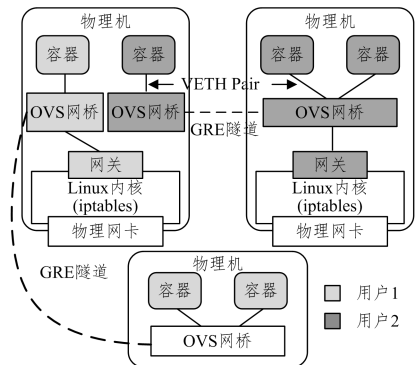 物理机
容器
容器
OVS网桥
OVS网桥
网关
Linux内核
(iptables)
物理网卡
VETH Pair
GRE隧道
物理机
容器
容器
OVS网桥
网关
Linux内核
(iptables)
物理网卡
GRE隧道
物理机
容器
容器
OVS网桥
用户1
用户2